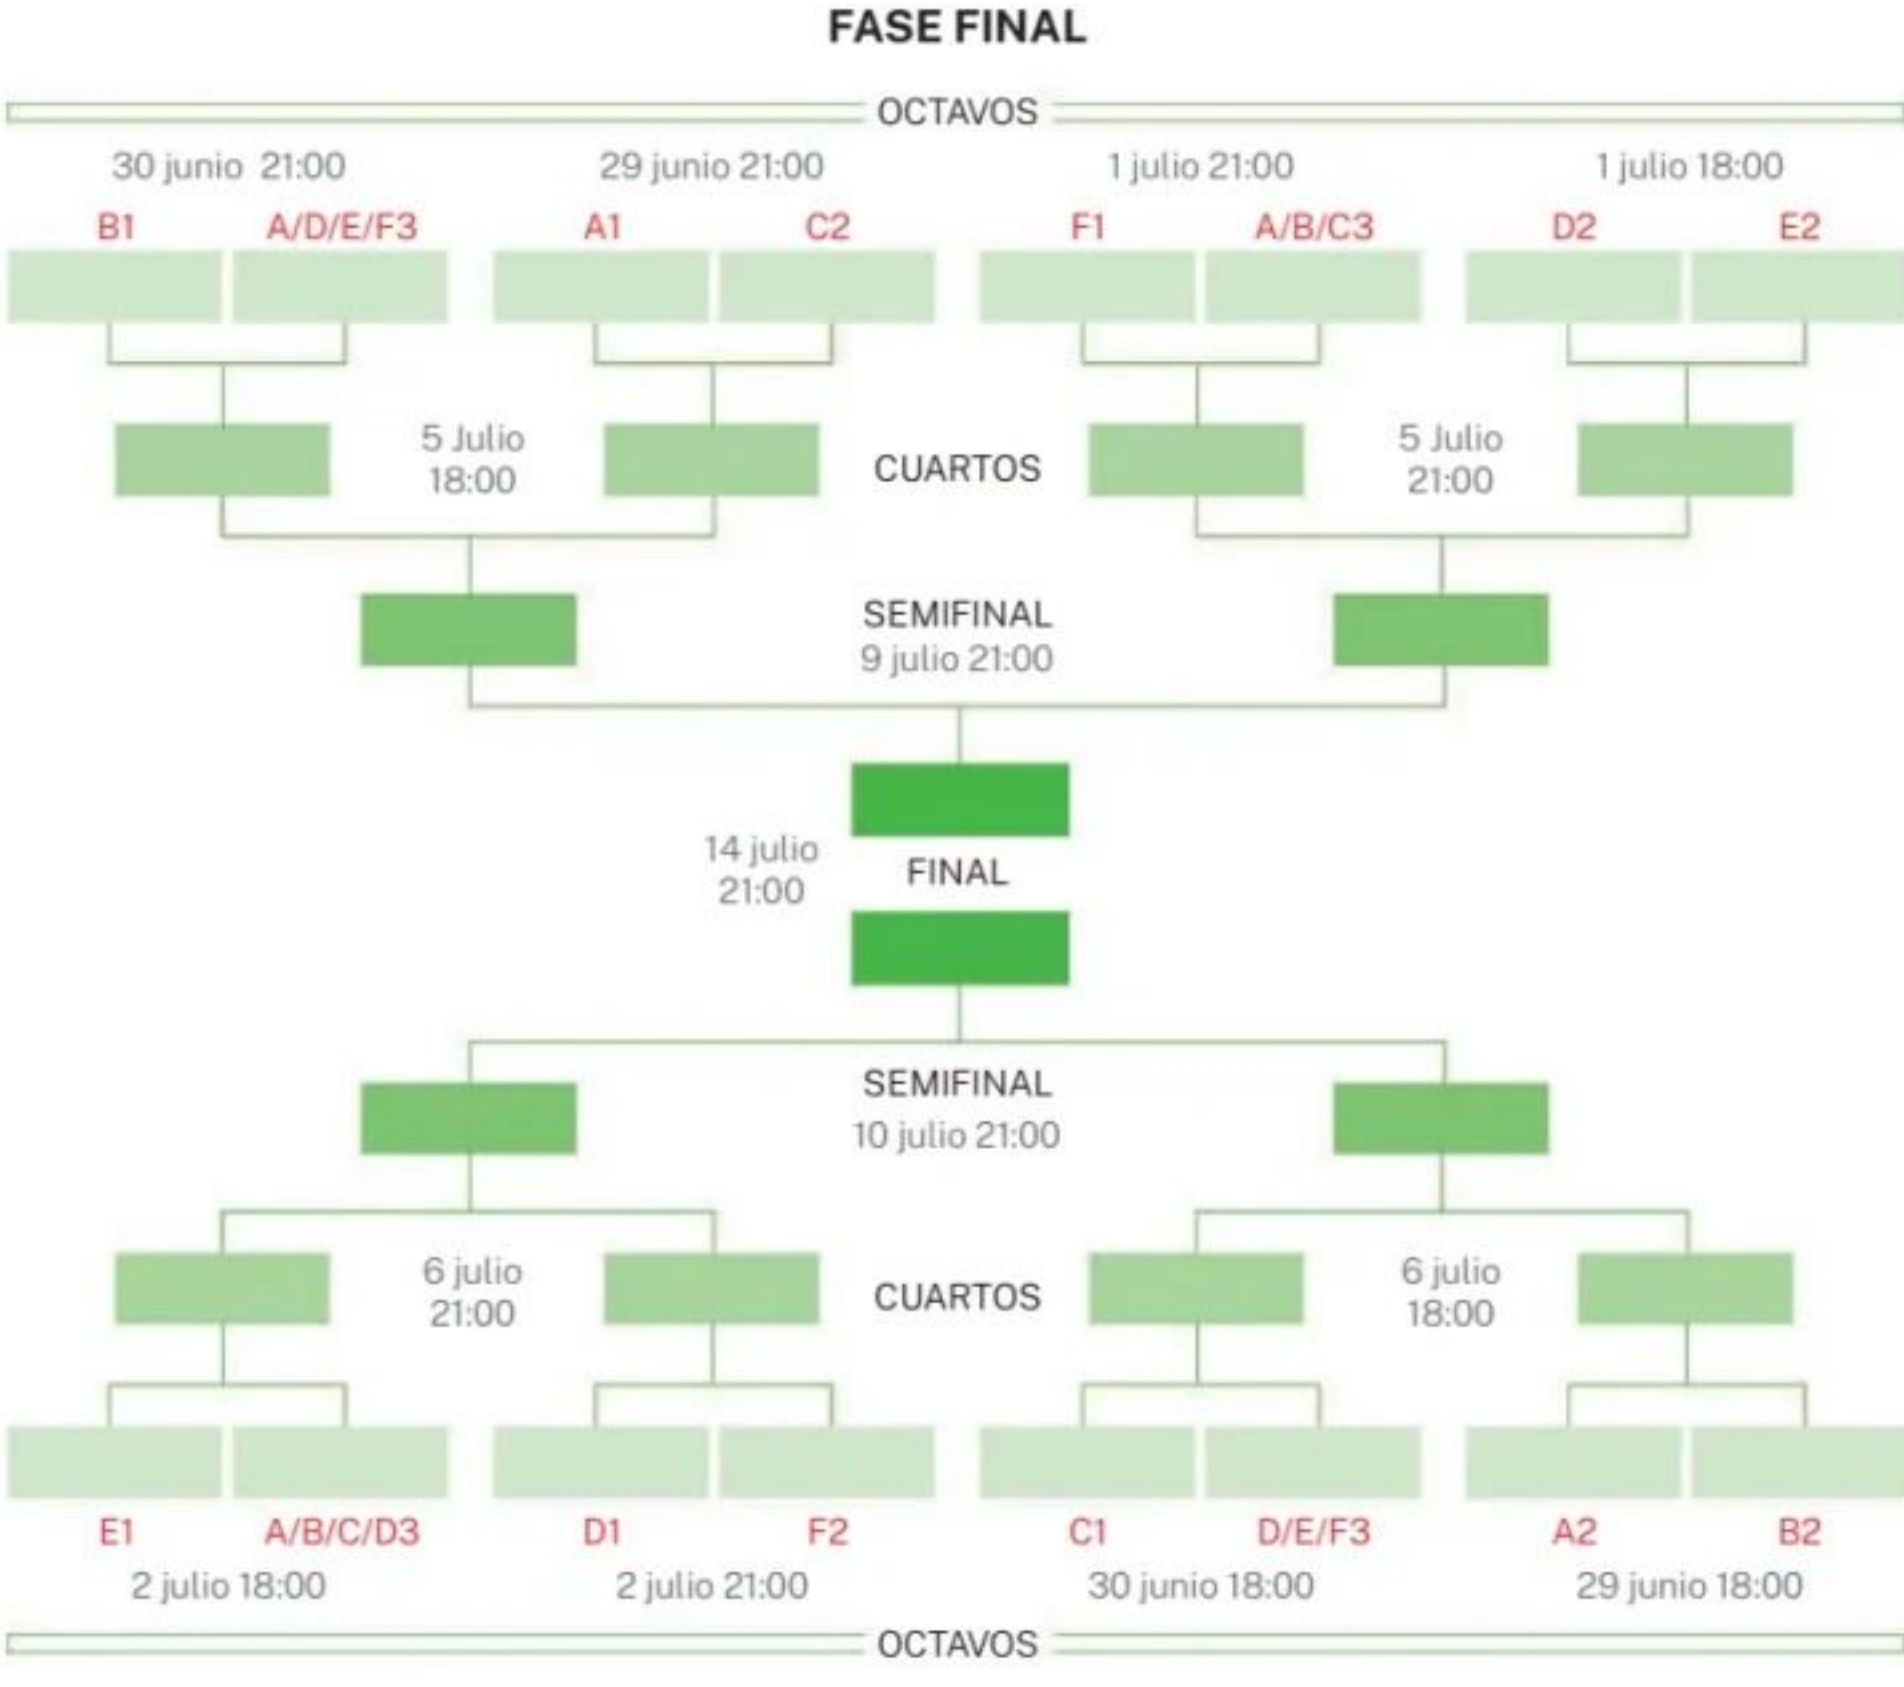 FASE FINAL
OCTAVOS
30 junio 21:00
29 junio 21:00
1 julio 21:00
1 julio 18:00
B1
A/D/E/F3
A1
C2
F1
A/B/C3
D2
E2
5 Julio
18:00
CUARTOS
5 Julio
21:00
SEMIFINAL
9 julio 21:00
14 julio
21:00
FINAL
SEMIFINAL
10 julio 21:00
6 julio
21:00
CUARTOS
6 julio
18:00
E1
A/B/C/D3
D1
F2
C1
D/E/F3
A2
B2
2 julio 18:00
2 julio 21:00
30 junio 18:00
29 junio 18:00
OCTAVOS